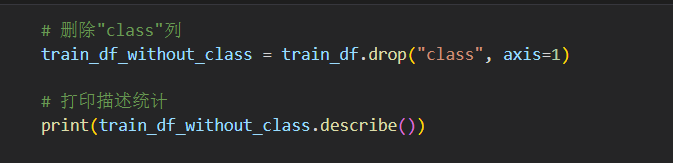 # 删除"class"列
train_df_without_class = train_df.drop("class", axis=1)
# 打印描述统计
print(train_df_without_class.describe())